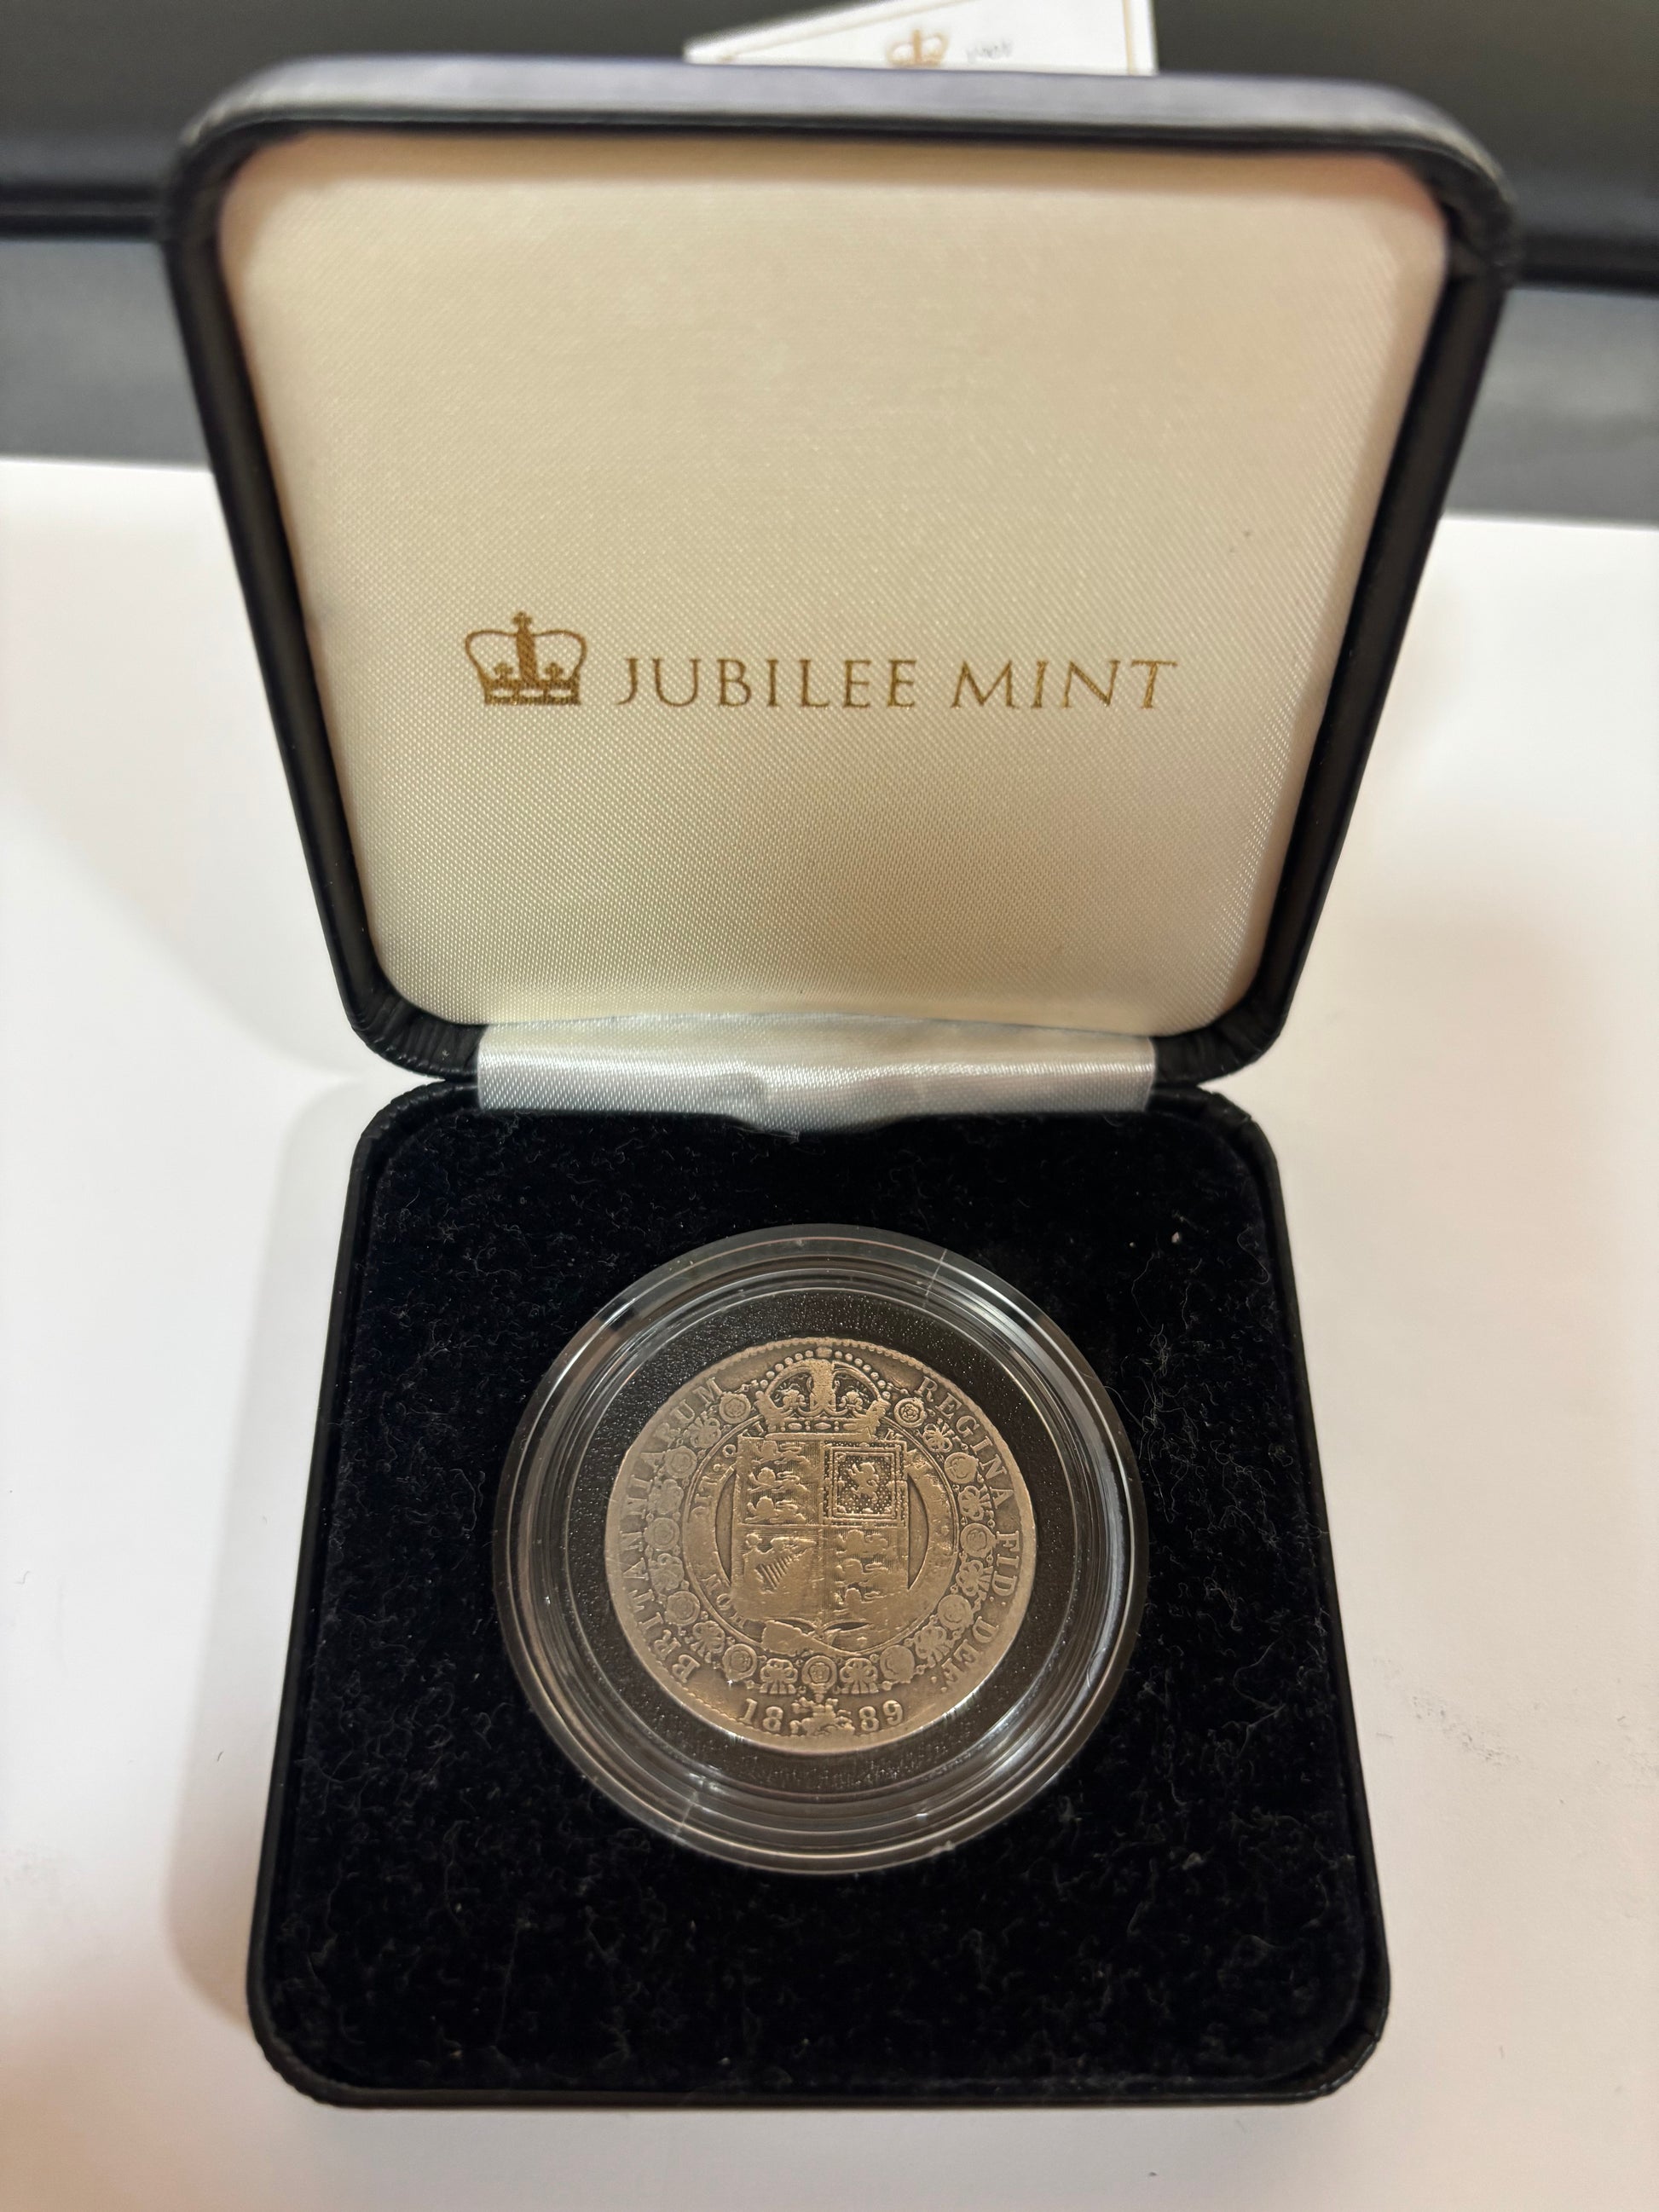 JUBILEE MINT
BRITANNIARUM REGINA FID: DEF:
1889